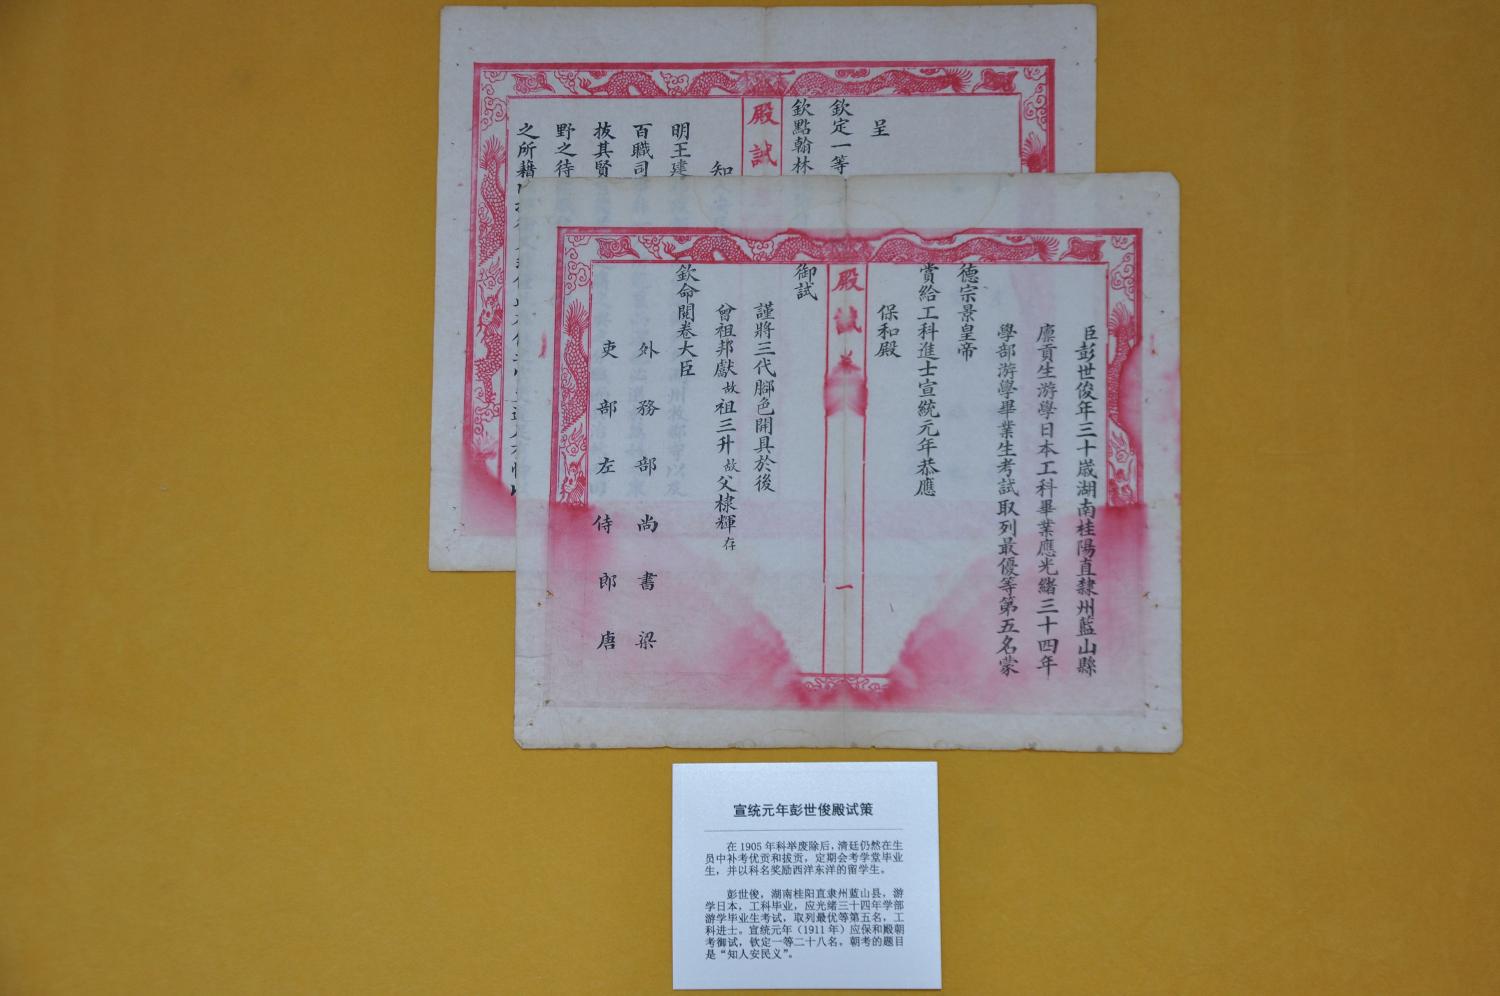 臣彭世俊年三十歲湖南桂陽直隸州藍山縣
廩貢生游學日本工科畢業應光緒三十四年
學部游學畢業生考試取列最優等第五名蒙
德宗景皇帝
賞給工科進士宣統元年恭應
保和殿
殿試
一
御試
謹將三代腳色開具於後
曾祖邦獻故祖三升故父棣輝存
欽命閱卷大臣
外務部尚書梁
吏部左侍郎唐
呈
欽定一等
欽點翰林
殿試
知
明王建
百職司
拔其賢
野之待
之所藉
宣统元年彭世俊殿试策
在1905年科举废除后，清廷仍然在生
员中补考优贡和拔贡，定期会考学堂毕业
生，并以科名奖励西洋东洋的留学生。
彭世俊，湖南桂阳直隶州蓝山县，游
学日本，工科毕业，应光绪三十四年学部
游学毕业生考试，取列最优等第五名，工
科进士。宣统元年（1911年）应保和殿朝
考御试，钦定一等二十八名，朝考的题目
是“知人安民义”。